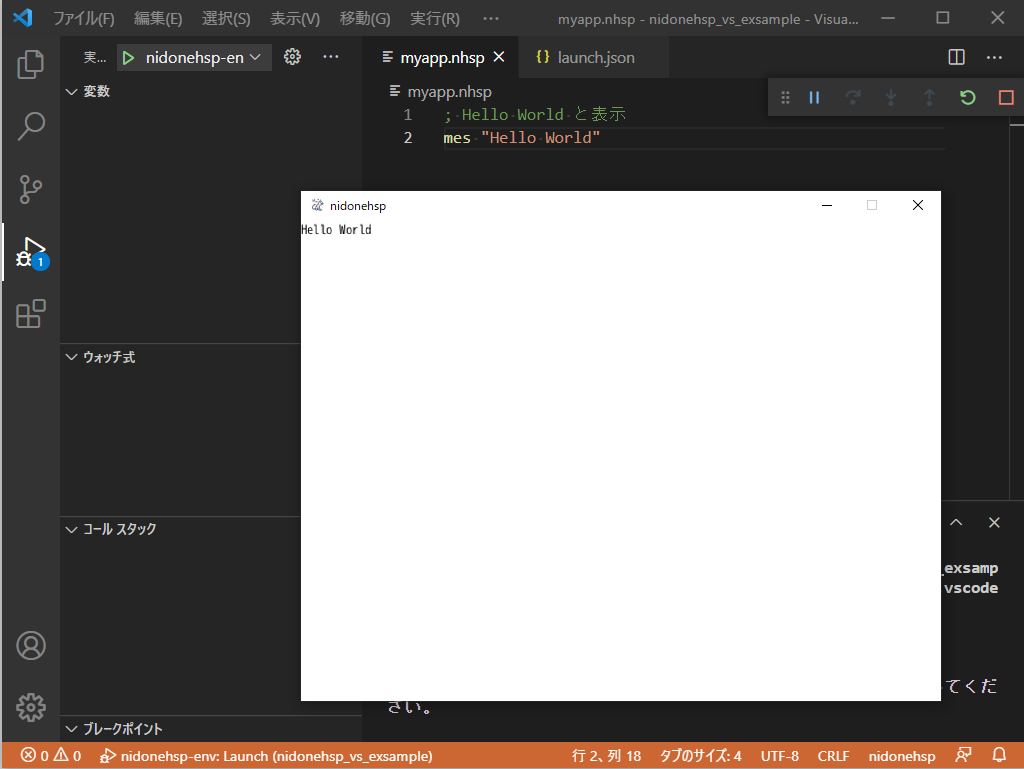 ファイル(F) 編集(E) 選択(S) 表示(V) 移動(G) 実行(R) ··· myapp.nhsp - nidonehsp_vs_exsample - Visua...
実... nidonehsp-en ···
myapp.nhsp {} launch.json ···
変数
myapp.nhsp
1 ; Hello World と表示
2 mes "Hello World"
nidonehsp
Hello World
ウォッチ式
コール スタック
_exsamp
vscode
てくだ
さい。
ブレークポイント
1
0 0 nidonehsp-env: Launch (nidonehsp_vs_exsample) 行 2、列 18 タブのサイズ: 4 UTF-8 CRLF nidonehsp